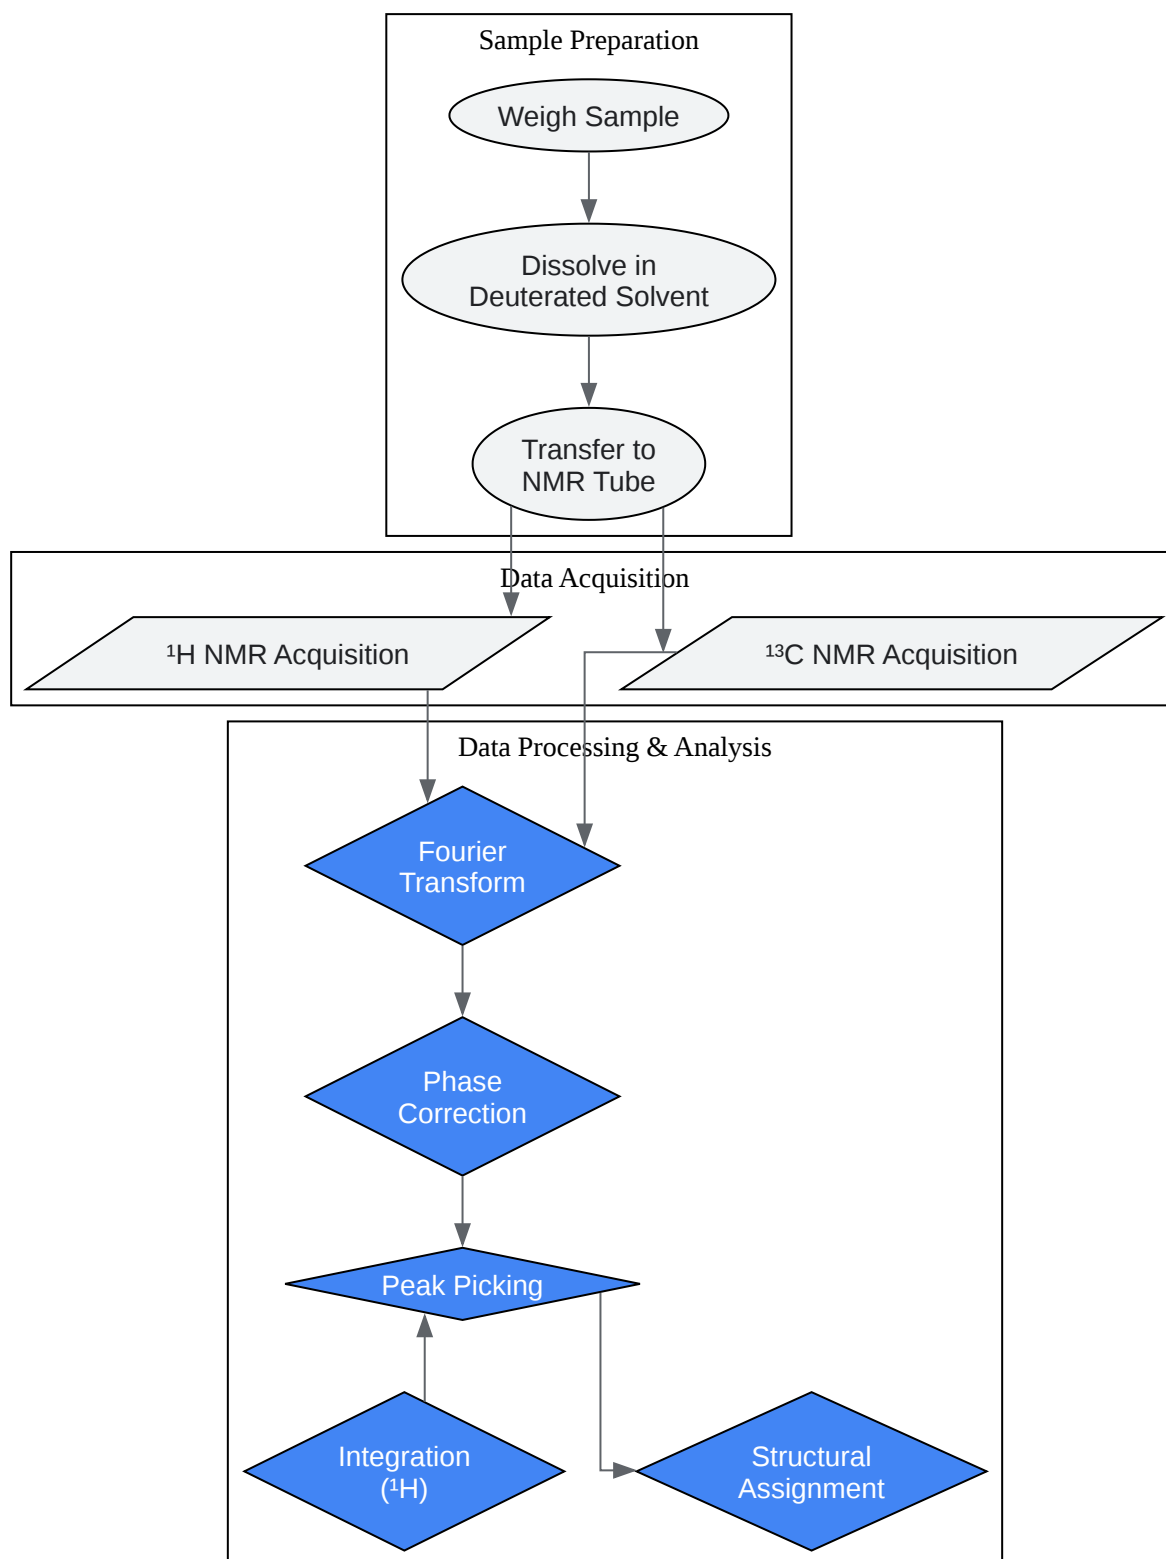 Sample Preparation
Weigh Sample
Dissolve in
Deuterated Solvent
Transfer to
NMR Tube
Data Acquisition
¹H NMR Acquisition
¹³C NMR Acquisition
Data Processing & Analysis
Fourier
Transform
Phase
Correction
Peak Picking
Integration
(¹H)
Structural
Assignment